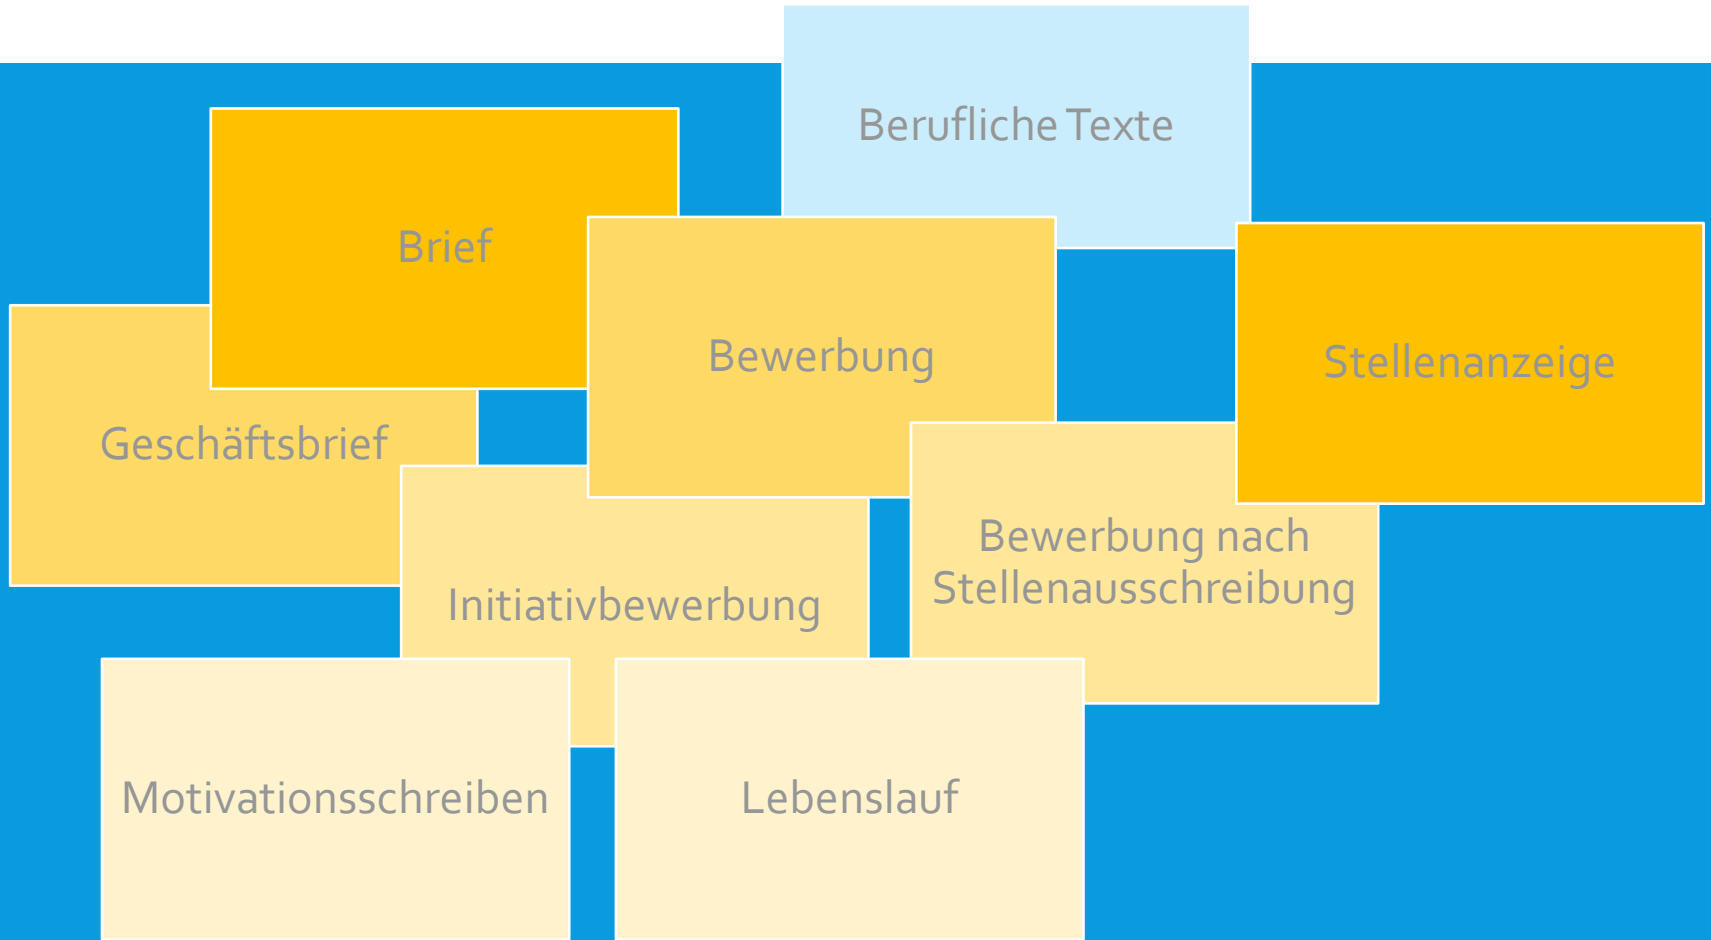 Berufliche Texte
Brief
Bewerbung
Stellenanzeige
Geschäftsbrief
Bewerbung nach
Stellenausschreibung
Initiativbewerbung
Motivationsschreiben
Lebenslauf